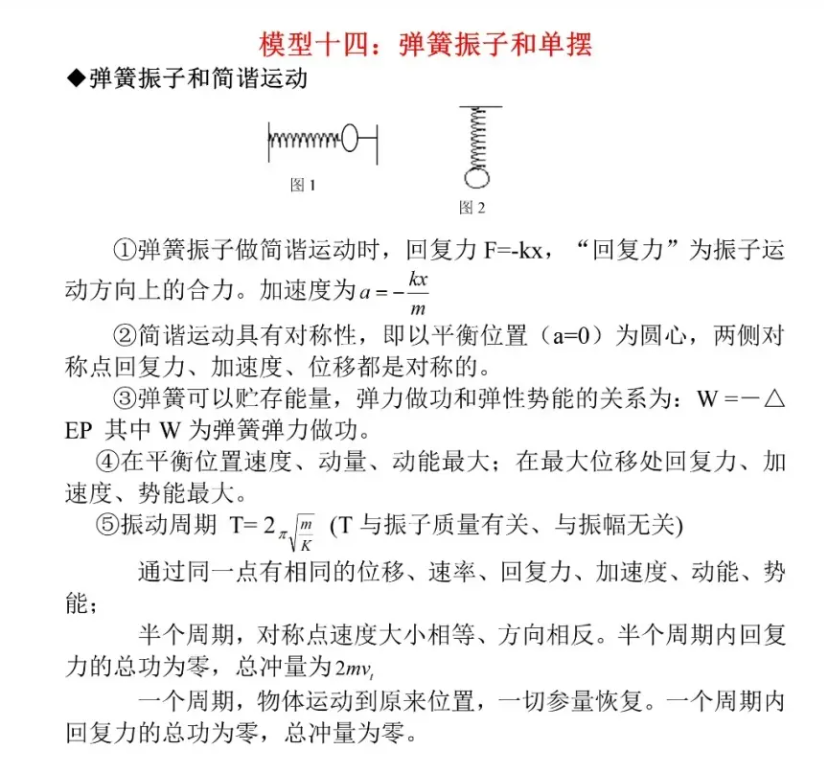 模型十四：弹簧振子和单摆
◆弹簧振子和简谐运动
图 1
图 2
①弹簧振子做简谐运动时，回复力 F=-kx，“回复力”为振子运
动方向上的合力。加速度为 a = -\frac{kx}{m}
②简谐运动具有对称性，即以平衡位置（a=0）为圆心，两侧对
称点回复力、加速度、位移都是对称的。
③弹簧可以贮存能量，弹力做功和弹性势能的关系为：W =－△
EP 其中 W 为弹簧弹力做功。
④在平衡位置速度、动量、动能最大；在最大位移处回复力、加
速度、势能最大。
⑤振动周期 T= 2π\sqrt{\frac{m}{K}} (T 与振子质量有关、与振幅无关)
通过同一点有相同的位移、速率、回复力、加速度、动能、势
能；
半个周期，对称点速度大小相等、方向相反。半个周期内回复
力的总功为零，总冲量为 2mv_t
一个周期，物体运动到原来位置，一切参量恢复。一个周期内
回复力的总功为零，总冲量为零。